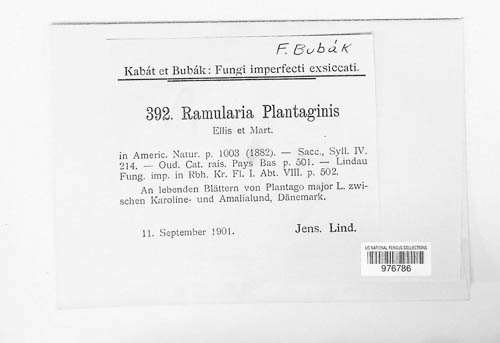 F. Bubák
Kabát et Bubák: Fungi imperfecti exsiccati.
392. Ramularia Plantaginis
Ellis et Mart.
in Americ. Natur. p. 1003 (1882). — Sacc., Syll. IV.
214. — Oud. Cat. rais. Pays Bas p. 501. — Lindau
Fung. imp. in Rbh. Kr. Fl. I. Abt. VIII. p. 502.
An lebenden Blättern von Plantago major L. zwi-
schen Karoline- und Amalialund, Dänemark.
11. September 1901.
Jens. Lind.
US NATIONAL FUNGUS COLLECTIONS
976786